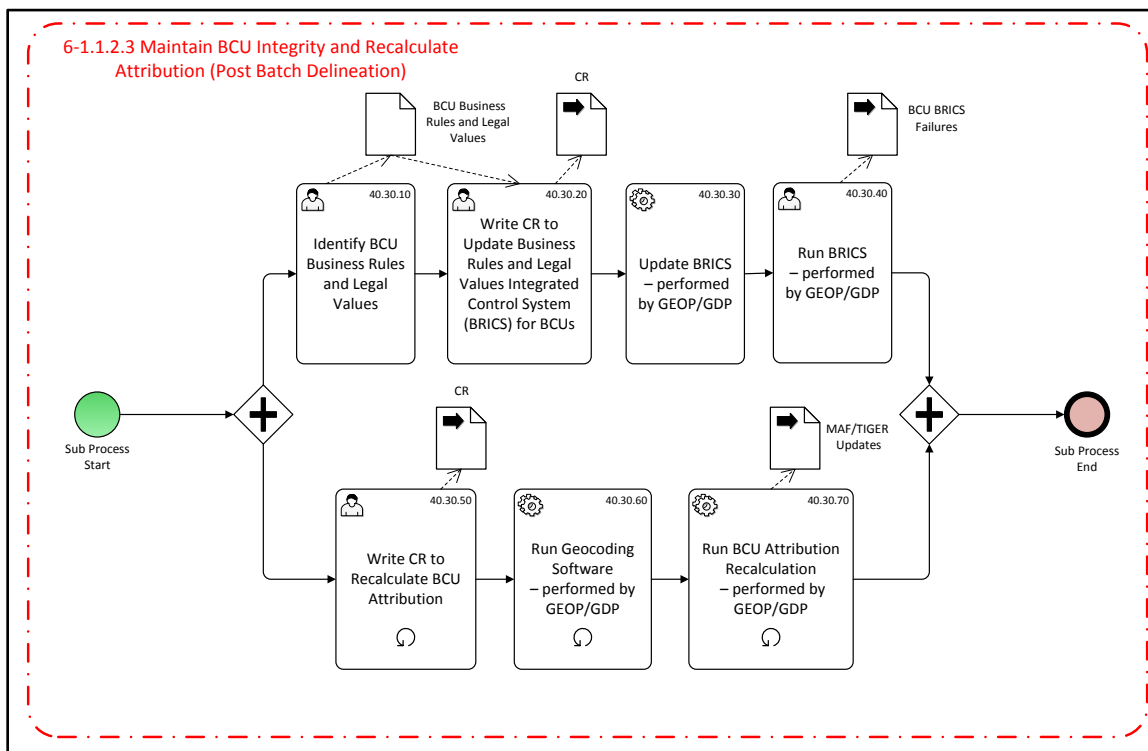 6-1.1.2.3 Maintain BCU Integrity and Recalculate
Attribution (Post Batch Delineation)
BCU Business
Rules and Legal
Values
CR
BCU BRICS
Failures
40.30.10
Identify BCU
Business Rules
and Legal
Values
40.30.20
Write CR to
Update Business
Rules and Legal
Values Integrated
Control System
(BRICS) for BCUs
40.30.30
Update BRICS
– performed
by GEOP/GDP
40.30.40
Run BRICS
– performed
by GEOP/GDP
Sub Process
Start
Sub Process
End
CR
MAF/TIGER
Updates
40.30.50
Write CR to
Recalculate BCU
Attribution
40.30.60
Run Geocoding
Software
– performed by
GEOP/GDP
40.30.70
Run BCU Attribution
Recalculation
– performed by
GEOP/GDP